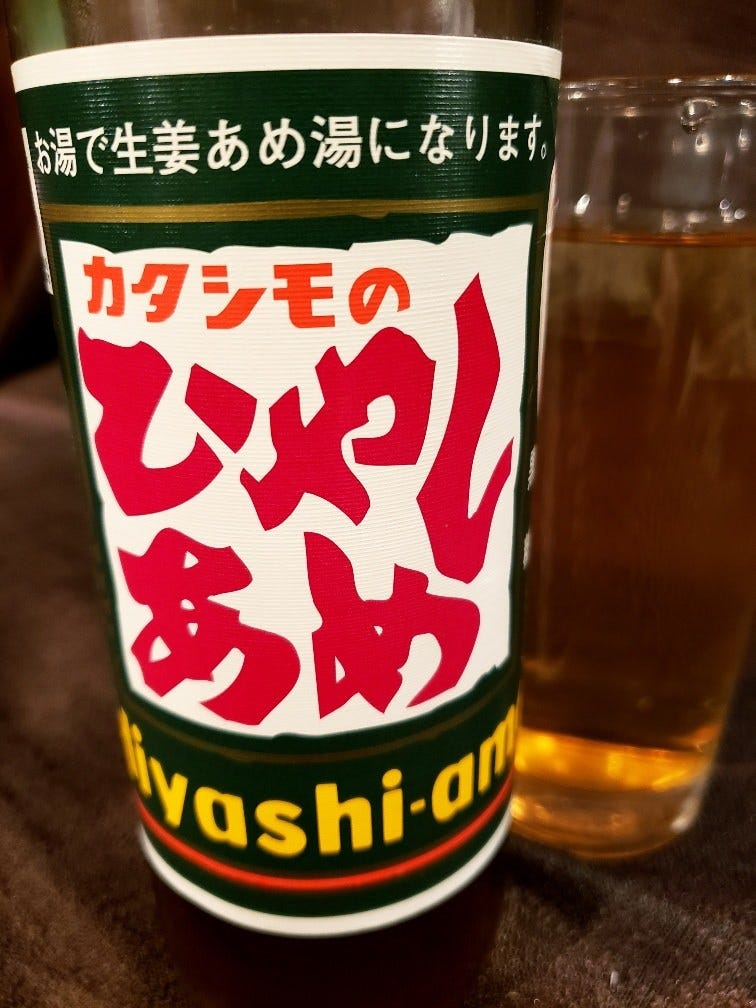 お湯で生姜あめ湯になります。
カタシモの
ひやし
あめ
hiyashi-am